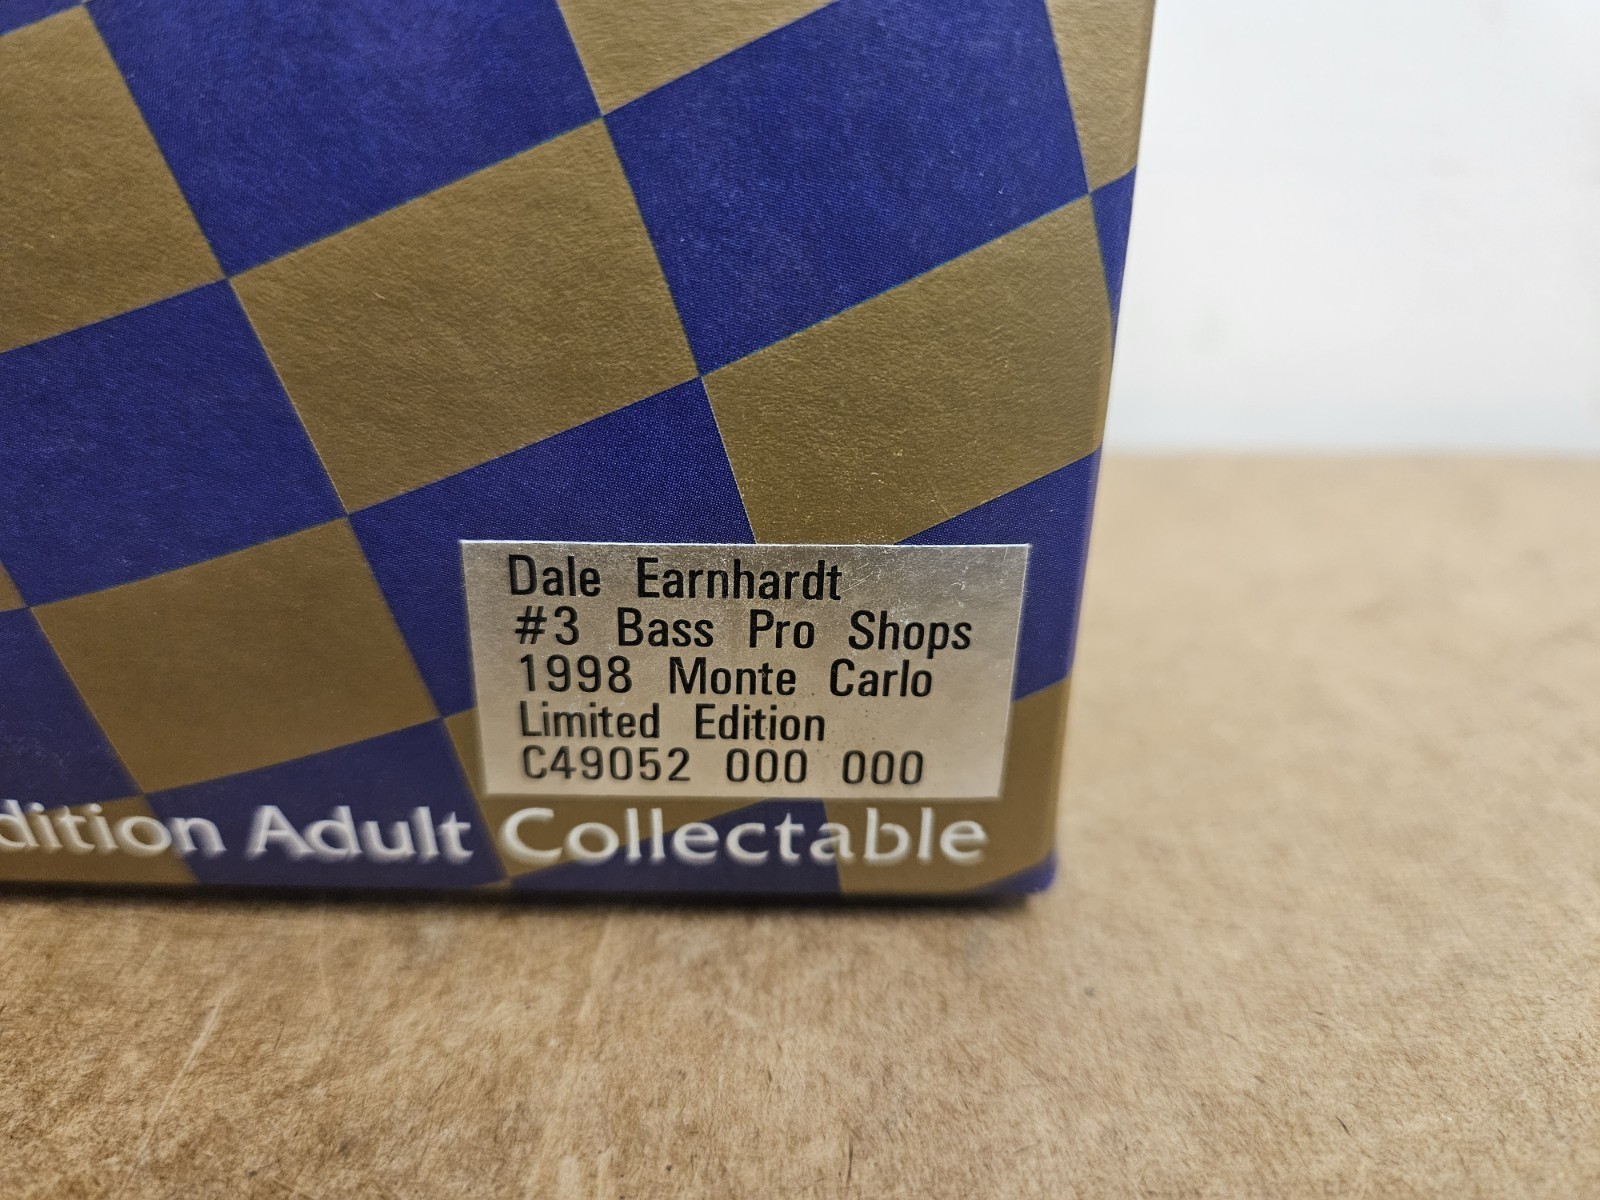 Dale Earnhardt
#3 Bass Pro Shops
1998 Monte Carlo
Limited Edition
C49052 000 000
dition Adult Collectable